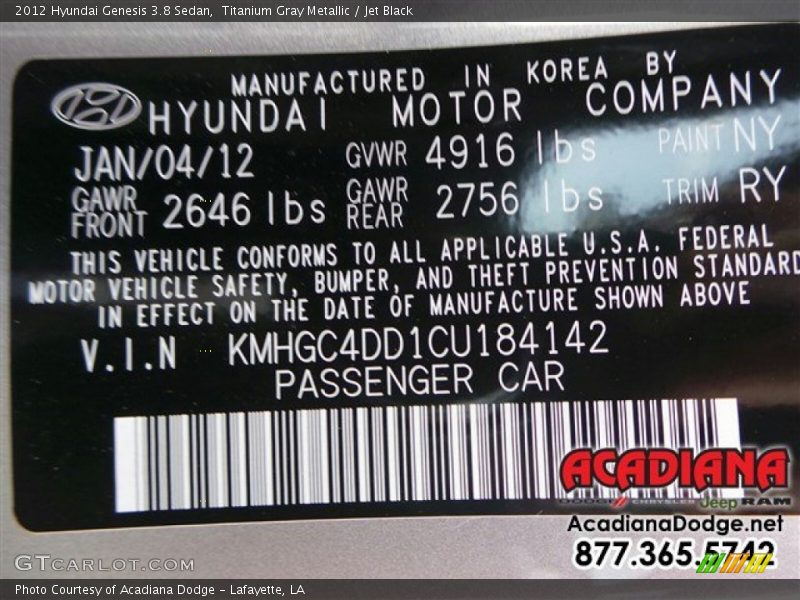 2012 Hyundai Genesis 3.8 Sedan, Titanium Gray Metallic / Jet Black
MANUFACTURED IN KOREA BY
HYUNDAI MOTOR COMPANY
JAN/04/12 GVWR 4916 lbs PAINT NY
GAWR FRONT 2646 lbs GAWR REAR 2756 lbs TRIM RY
THIS VEHICLE CONFORMS TO ALL APPLICABLE U.S.A. FEDERAL
MOTOR VEHICLE SAFETY, BUMPER, AND THEFT PREVENTION STANDARD
IN EFFECT ON THE DATE OF MANUFACTURE SHOWN ABOVE
V.I.N KMHGC4DD1CU184142
PASSENGER CAR
ACADIANA
DODGE CHRYSLER Jeep RAM
AcadianaDodge.net
877.365.5742
GTCARLOT.COM
Photo Courtesy of Acadiana Dodge - Lafayette, LA